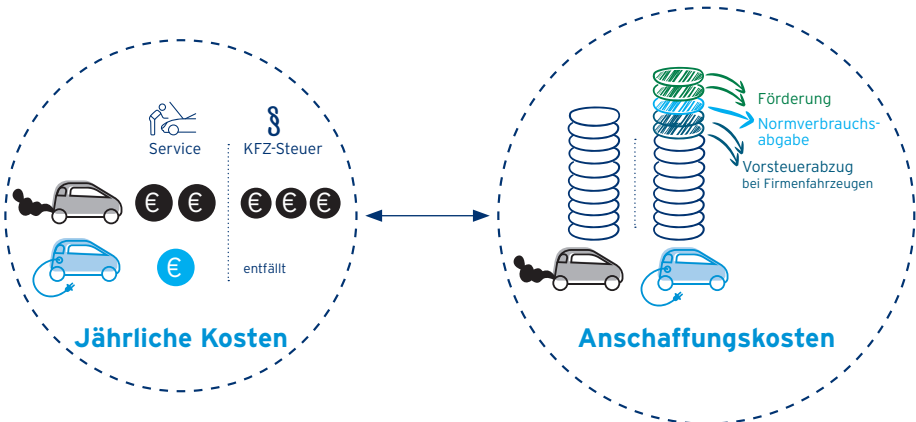 §
Service
KFZ-Steuer
€ €
€ € €
€
entfällt
Jährliche Kosten
Förderung
Normverbrauchs-
abgabe
Vorsteuerabzug
bei Firmenfahrzeugen
Anschaffungskosten